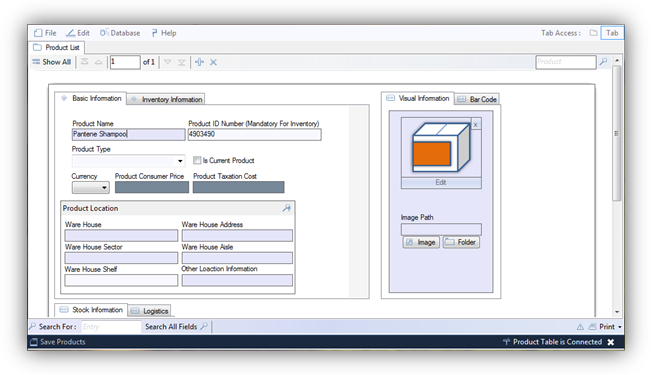 File Edit Database Help Tab Access : Tab
Product List
Show All 1 of 1 Product
Basic Information Inventory Information Visual Information Bar Code
Product Name Product ID Number (Mandatory For Inventory)
Pantene Shampoo 4903490
x
Product Type
Is Current Product
Edit
Currency Product Consumer Price Product Taxation Cost
Product Location
Image Path
Ware House Ware House Address
Image Folder
Ware House Sector Ware House Aisle
Ware House Shelf Other Loaction Information
Stock Information Logistics
Search For : Entry Search All Fields Print
Save Products Product Table is Connected